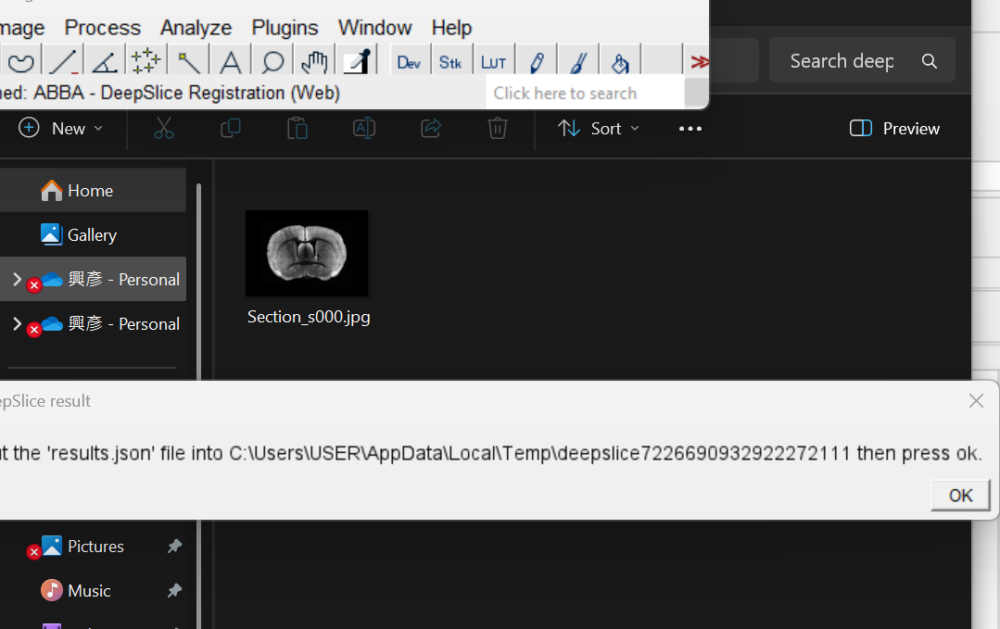 mage Process Analyze Plugins Window Help
Dev Stk LUT
ned: ABBA - DeepSlice Registration (Web)
Click here to search
Search deep
New
Sort
Preview
Home
Gallery
興彥 - Personal
興彥 - Personal
Section_s000.jpg
epSlice result
ut the 'results.json' file into C:\Users\USER\AppData\Local\Temp\deepslice7226690932922272111 then press ok.
OK
Pictures
Music